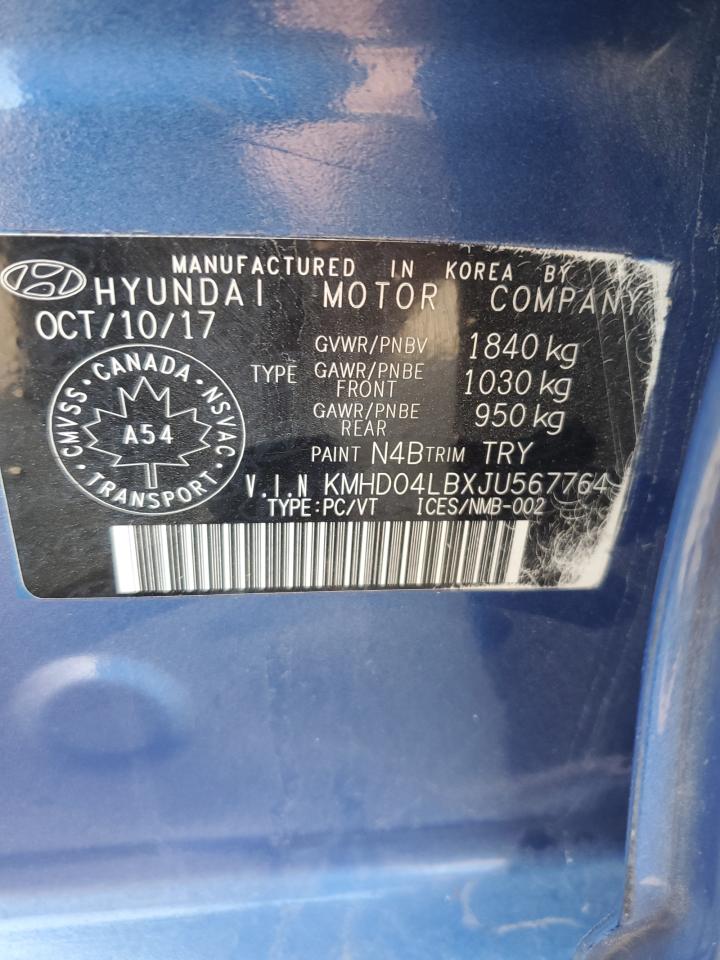 MANUFACTURED IN KOREA BY
HYUNDAI MOTOR COMPANY
OCT/10/17
GVWR/PNBV 1840 kg
TYPE GAWR/PNBE FRONT 1030 kg
GAWR/PNBE REAR 950 kg
PAINT N4B TRIM TRY
V.I.N KMHD04LBXJU567764
TYPE:PC/VT ICES/NMB-002
CMVSS · CANADA · NSVAC · TRANSPORT ·
A54